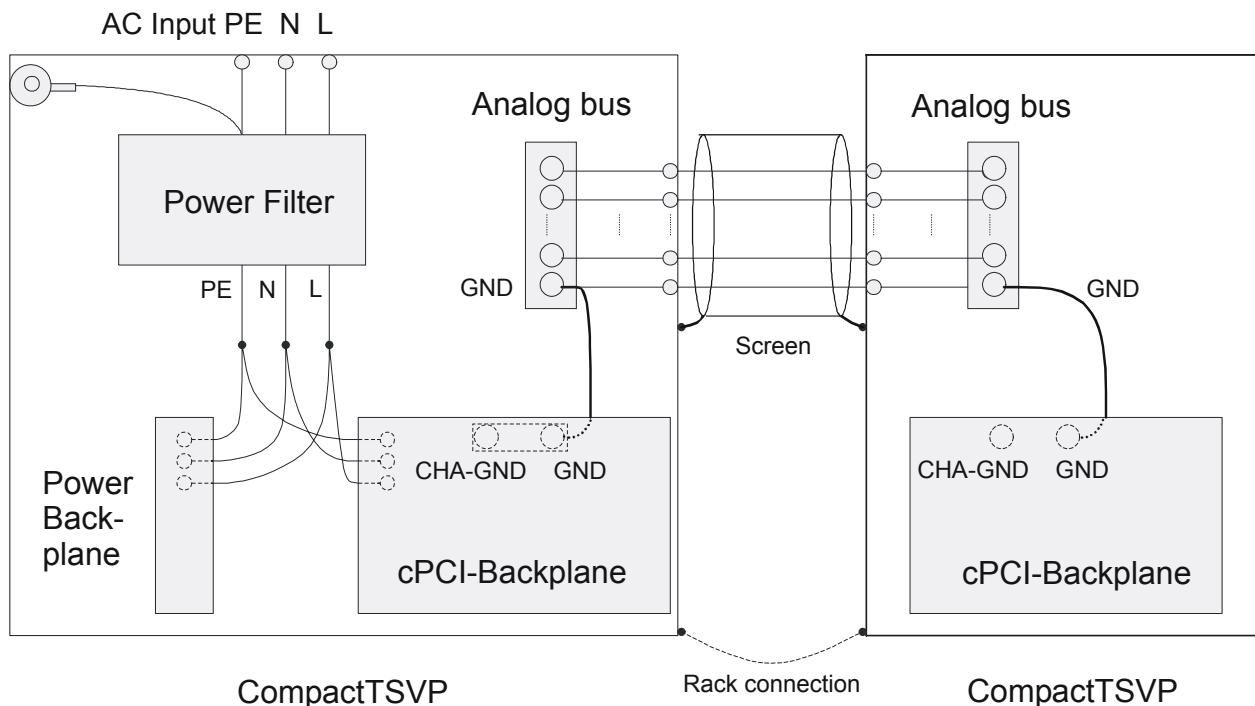 AC Input PE N L
Analog bus
Analog bus
Power Filter
PE N L
GND
GND
Screen
CHA-GND GND
CHA-GND GND
Power
Back-
plane
cPCI-Backplane
cPCI-Backplane
Rack connection
CompactTSVP
CompactTSVP